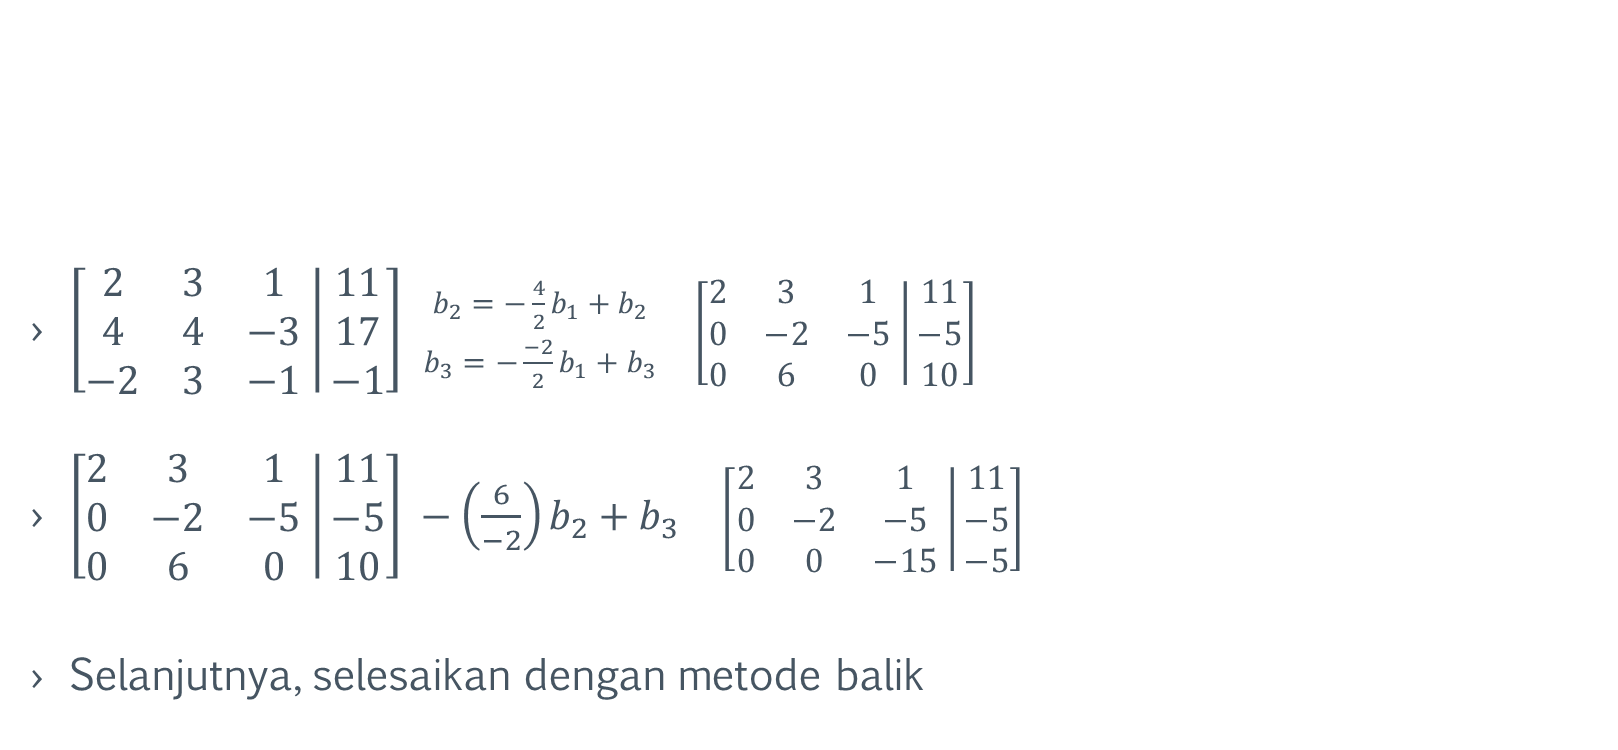 › [2 3 1 | 11; 4 4 −3 | 17; −2 3 −1 | −1] b₂ = −4/2 b₁ + b₂ b₃ = −(−2)/2 b₁ + b₃ [2 3 1 | 11; 0 −2 −5 | −5; 0 6 0 | 10]
› [2 3 1 | 11; 0 −2 −5 | −5; 0 6 0 | 10] −(6/−2) b₂ + b₃ [2 3 1 | 11; 0 −2 −5 | −5; 0 0 −15 | −5]
› Selanjutnya, selesaikan dengan metode balik